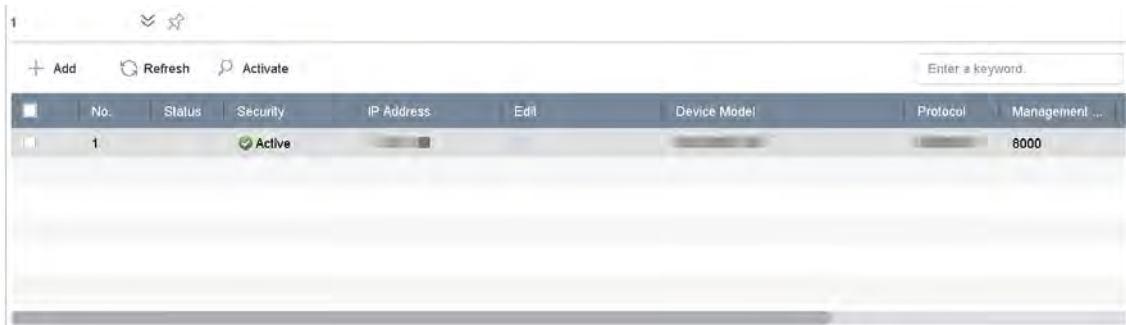 1
Add Refresh Activate Enter a keyword.
No. Status Security IP Address Edit Device Model Protocol Management ...
1 Active 8000